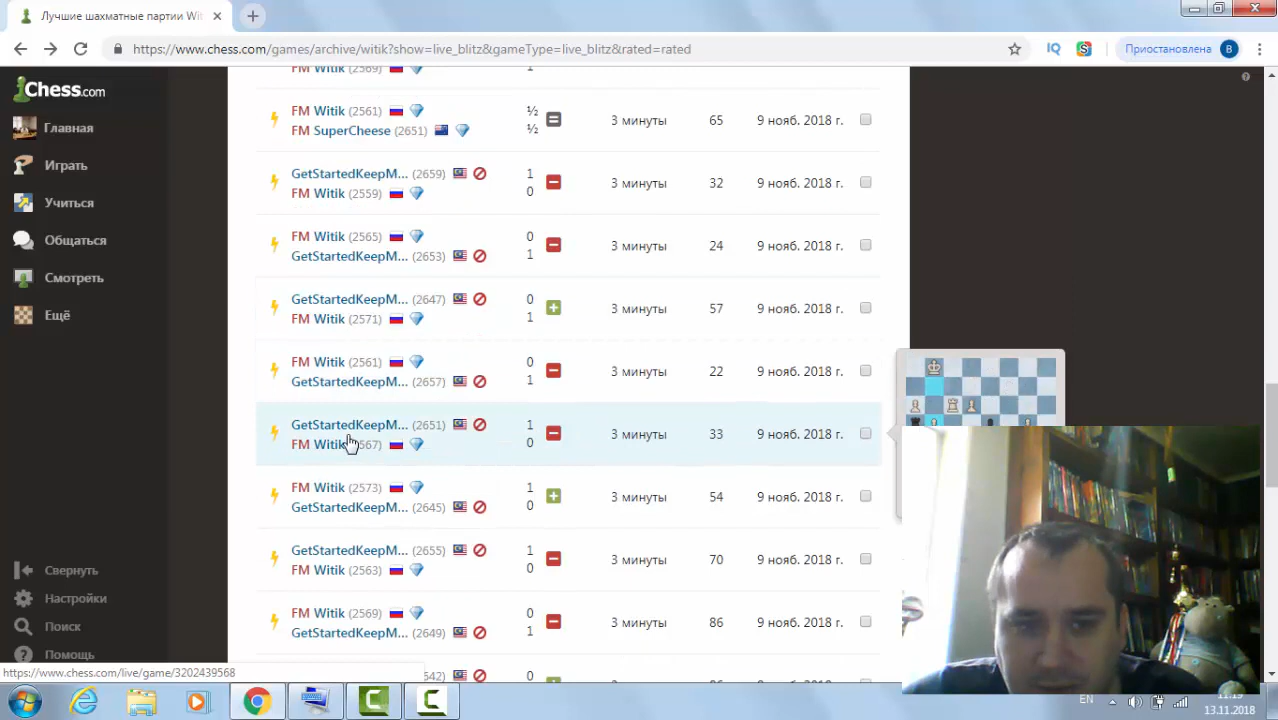 Лучшие шахматные партии Wit
https://www.chess.com/games/archive/witik?show=live_blitz&gameType=live_blitz&rated=rated
Приостановлена
B
Chess.com
Главная
Играть
Учиться
Общаться
Смотреть
Ещё
Свернуть
Настройки
Поиск
Помощь
FM Witik (2569) 1
FM Witik (2561) ½
FM SuperCheese (2651) ½
3 минуты 65 9 нояб. 2018 г.
GetStartedKeepM... (2659) 1
FM Witik (2559) 0
3 минуты 32 9 нояб. 2018 г.
FM Witik (2565) 0
GetStartedKeepM... (2653) 1
3 минуты 24 9 нояб. 2018 г.
GetStartedKeepM... (2647) 0
FM Witik (2571) 1
3 минуты 57 9 нояб. 2018 г.
FM Witik (2561) 0
GetStartedKeepM... (2657) 1
3 минуты 22 9 нояб. 2018 г.
GetStartedKeepM... (2651) 1
FM Witik 567) 0
3 минуты 33 9 нояб. 2018 г.
FM Witik (2573) 1
GetStartedKeepM... (2645) 0
3 минуты 54 9 нояб. 2018 г.
GetStartedKeepM... (2655) 1
FM Witik (2563) 0
3 минуты 70 9 нояб. 2018 г.
FM Witik (2569) 0
GetStartedKeepM... (2649) 1
3 минуты 86 9 нояб. 2018 г.
https://www.chess.com/live/game/3202439568
EN
13.11.2018